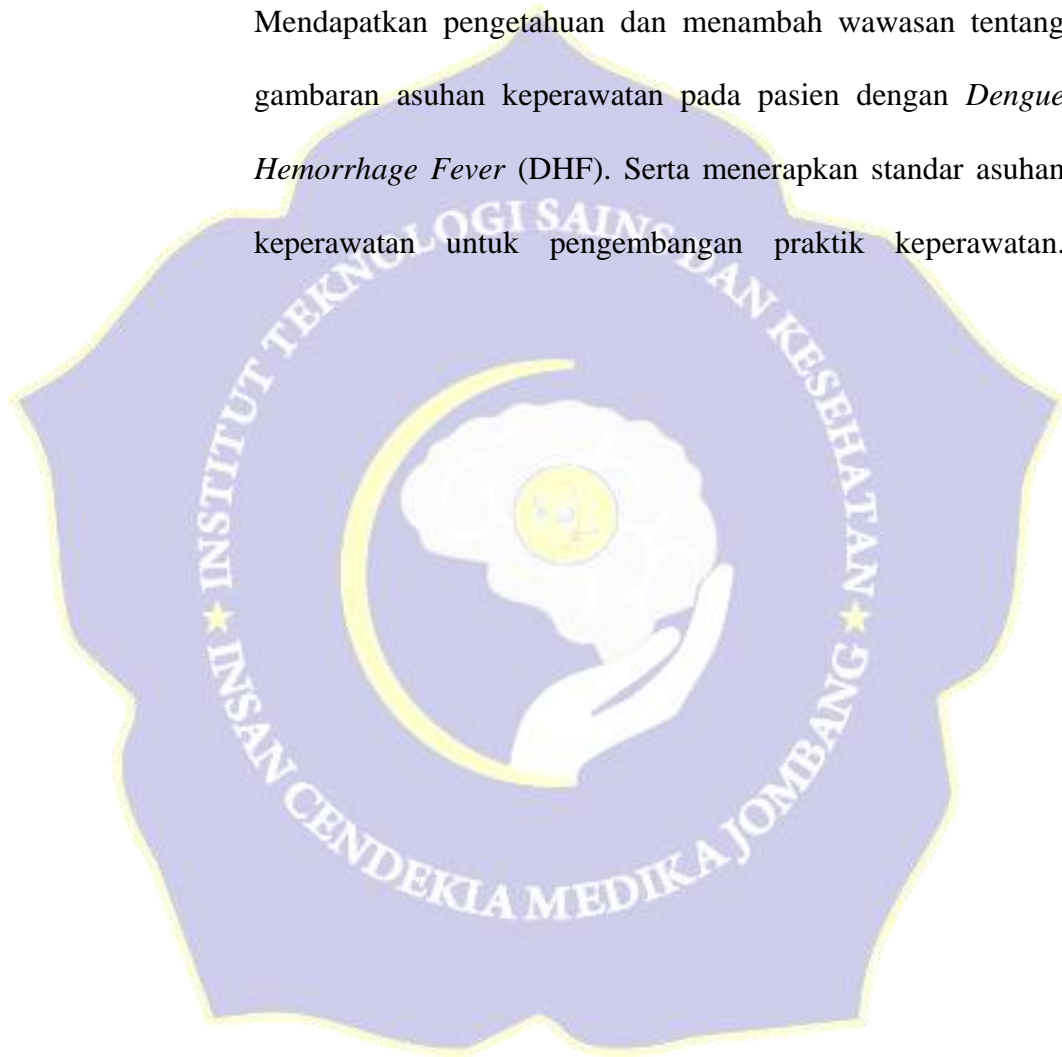 Mendapatkan pengetahuan dan menambah wawasan tentang
gambaran asuhan keperawatan pada pasien dengan Dengue
Hemorrhage Fever (DHF). Serta menerapkan standar asuhan
keperawatan untuk pengembangan praktik keperawatan.
INSTITUT TEKNOLOGI SAINS DAN KESEHATAN
★ INSAN CENDEKIA MEDIKA JOMBANG ★